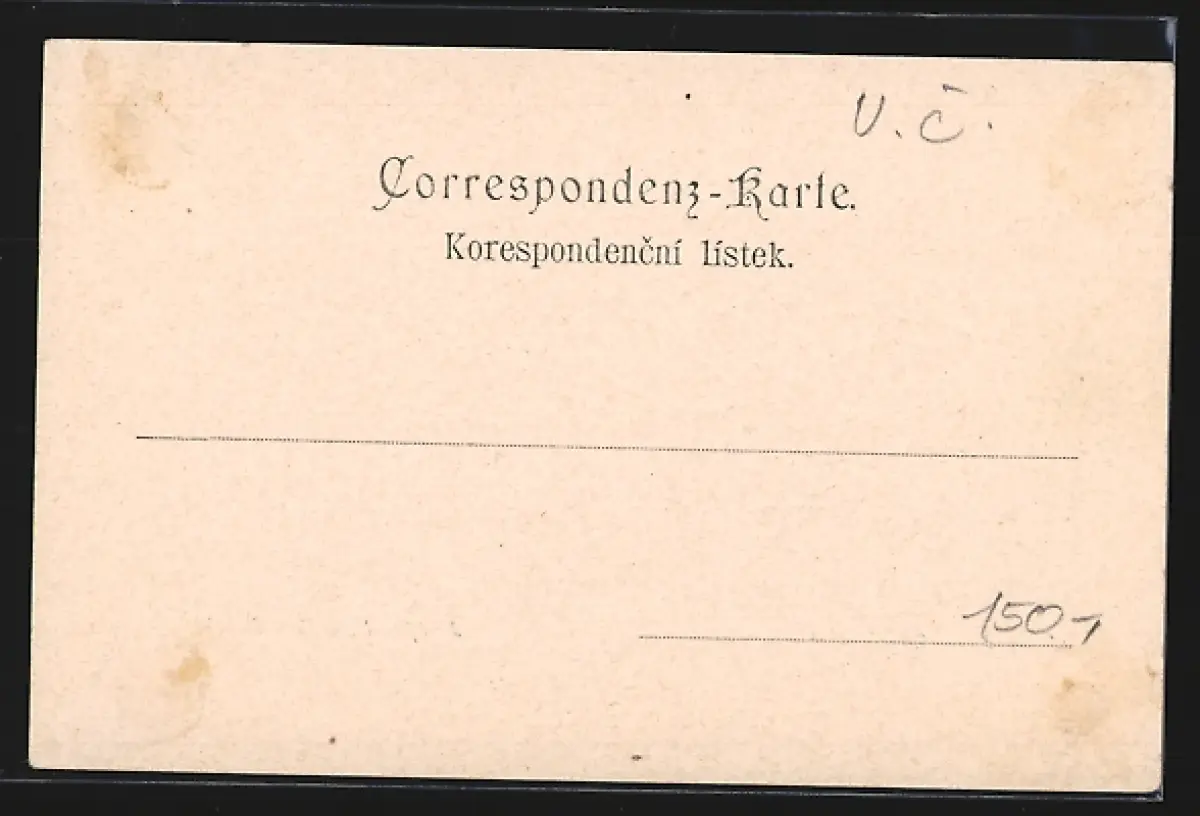 V. Č.
Correspondenz-Karte.
Korespondenční lístek.
150,-